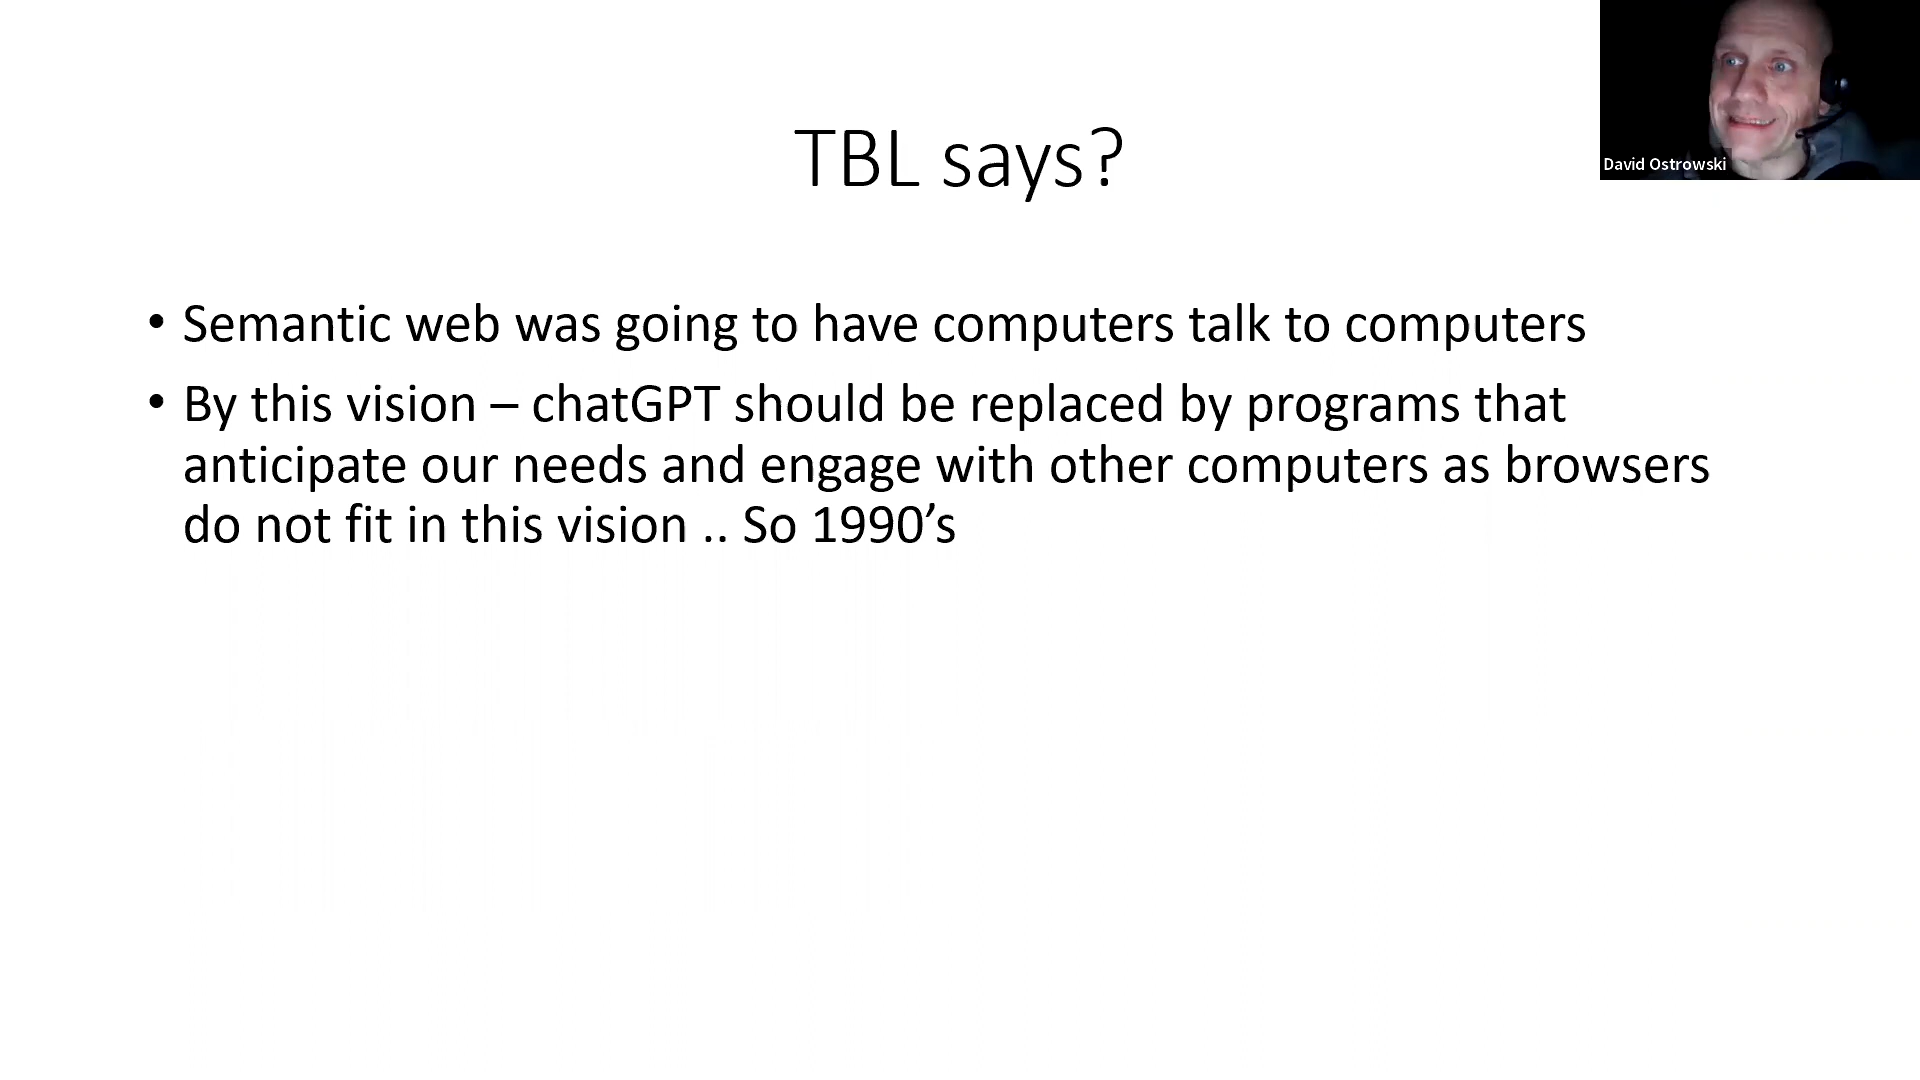 TBL says?
David Ostrowski
• Semantic web was going to have computers talk to computers
• By this vision – chatGPT should be replaced by programs that
anticipate our needs and engage with other computers as browsers
do not fit in this vision .. So 1990’s